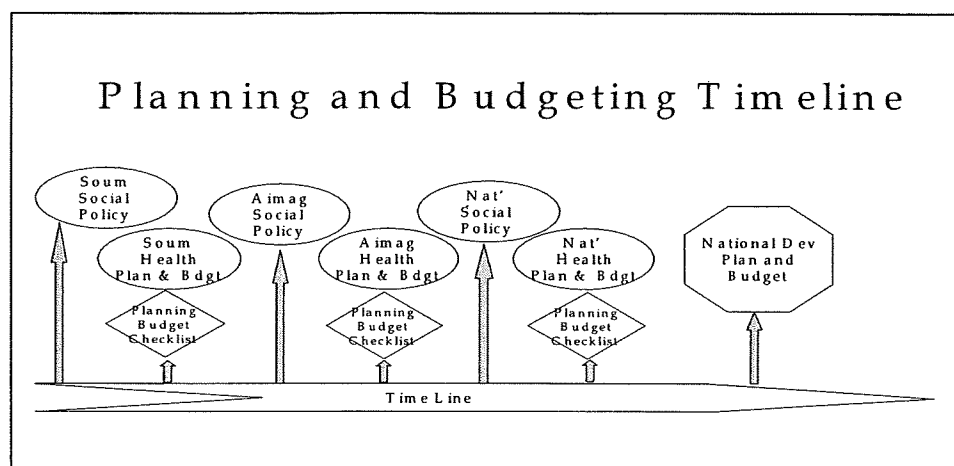 Planning and Budgeting Timeline
Soum
Social
Policy
Soum
Health
Plan & Bdgt
Planning
Budget
Checklist
Aimag
Social
Policy
Aimag
Health
Plan & Bdgt
Planning
Budget
Checklist
Nat'
Social
Policy
Nat'
Health
Plan & Bdgt
Planning
Budget
Checklist
National Dev
Plan and
Budget
Time Line